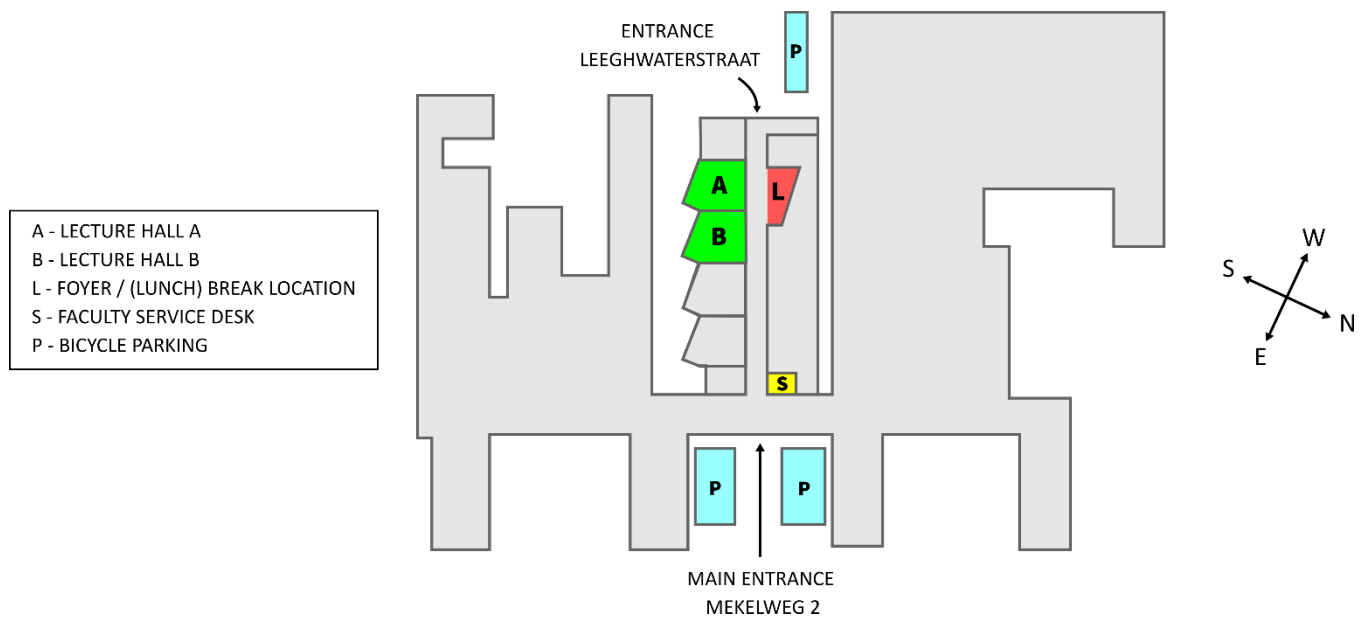 ENTRANCE
LEEGHWATERSTRAAT
P
A
L
B
A - LECTURE HALL A
B - LECTURE HALL B
L - FOYER / (LUNCH) BREAK LOCATION
S - FACULTY SERVICE DESK
P - BICYCLE PARKING
W
S
N
E
S
P
P
MAIN ENTRANCE
MEKELWEG 2